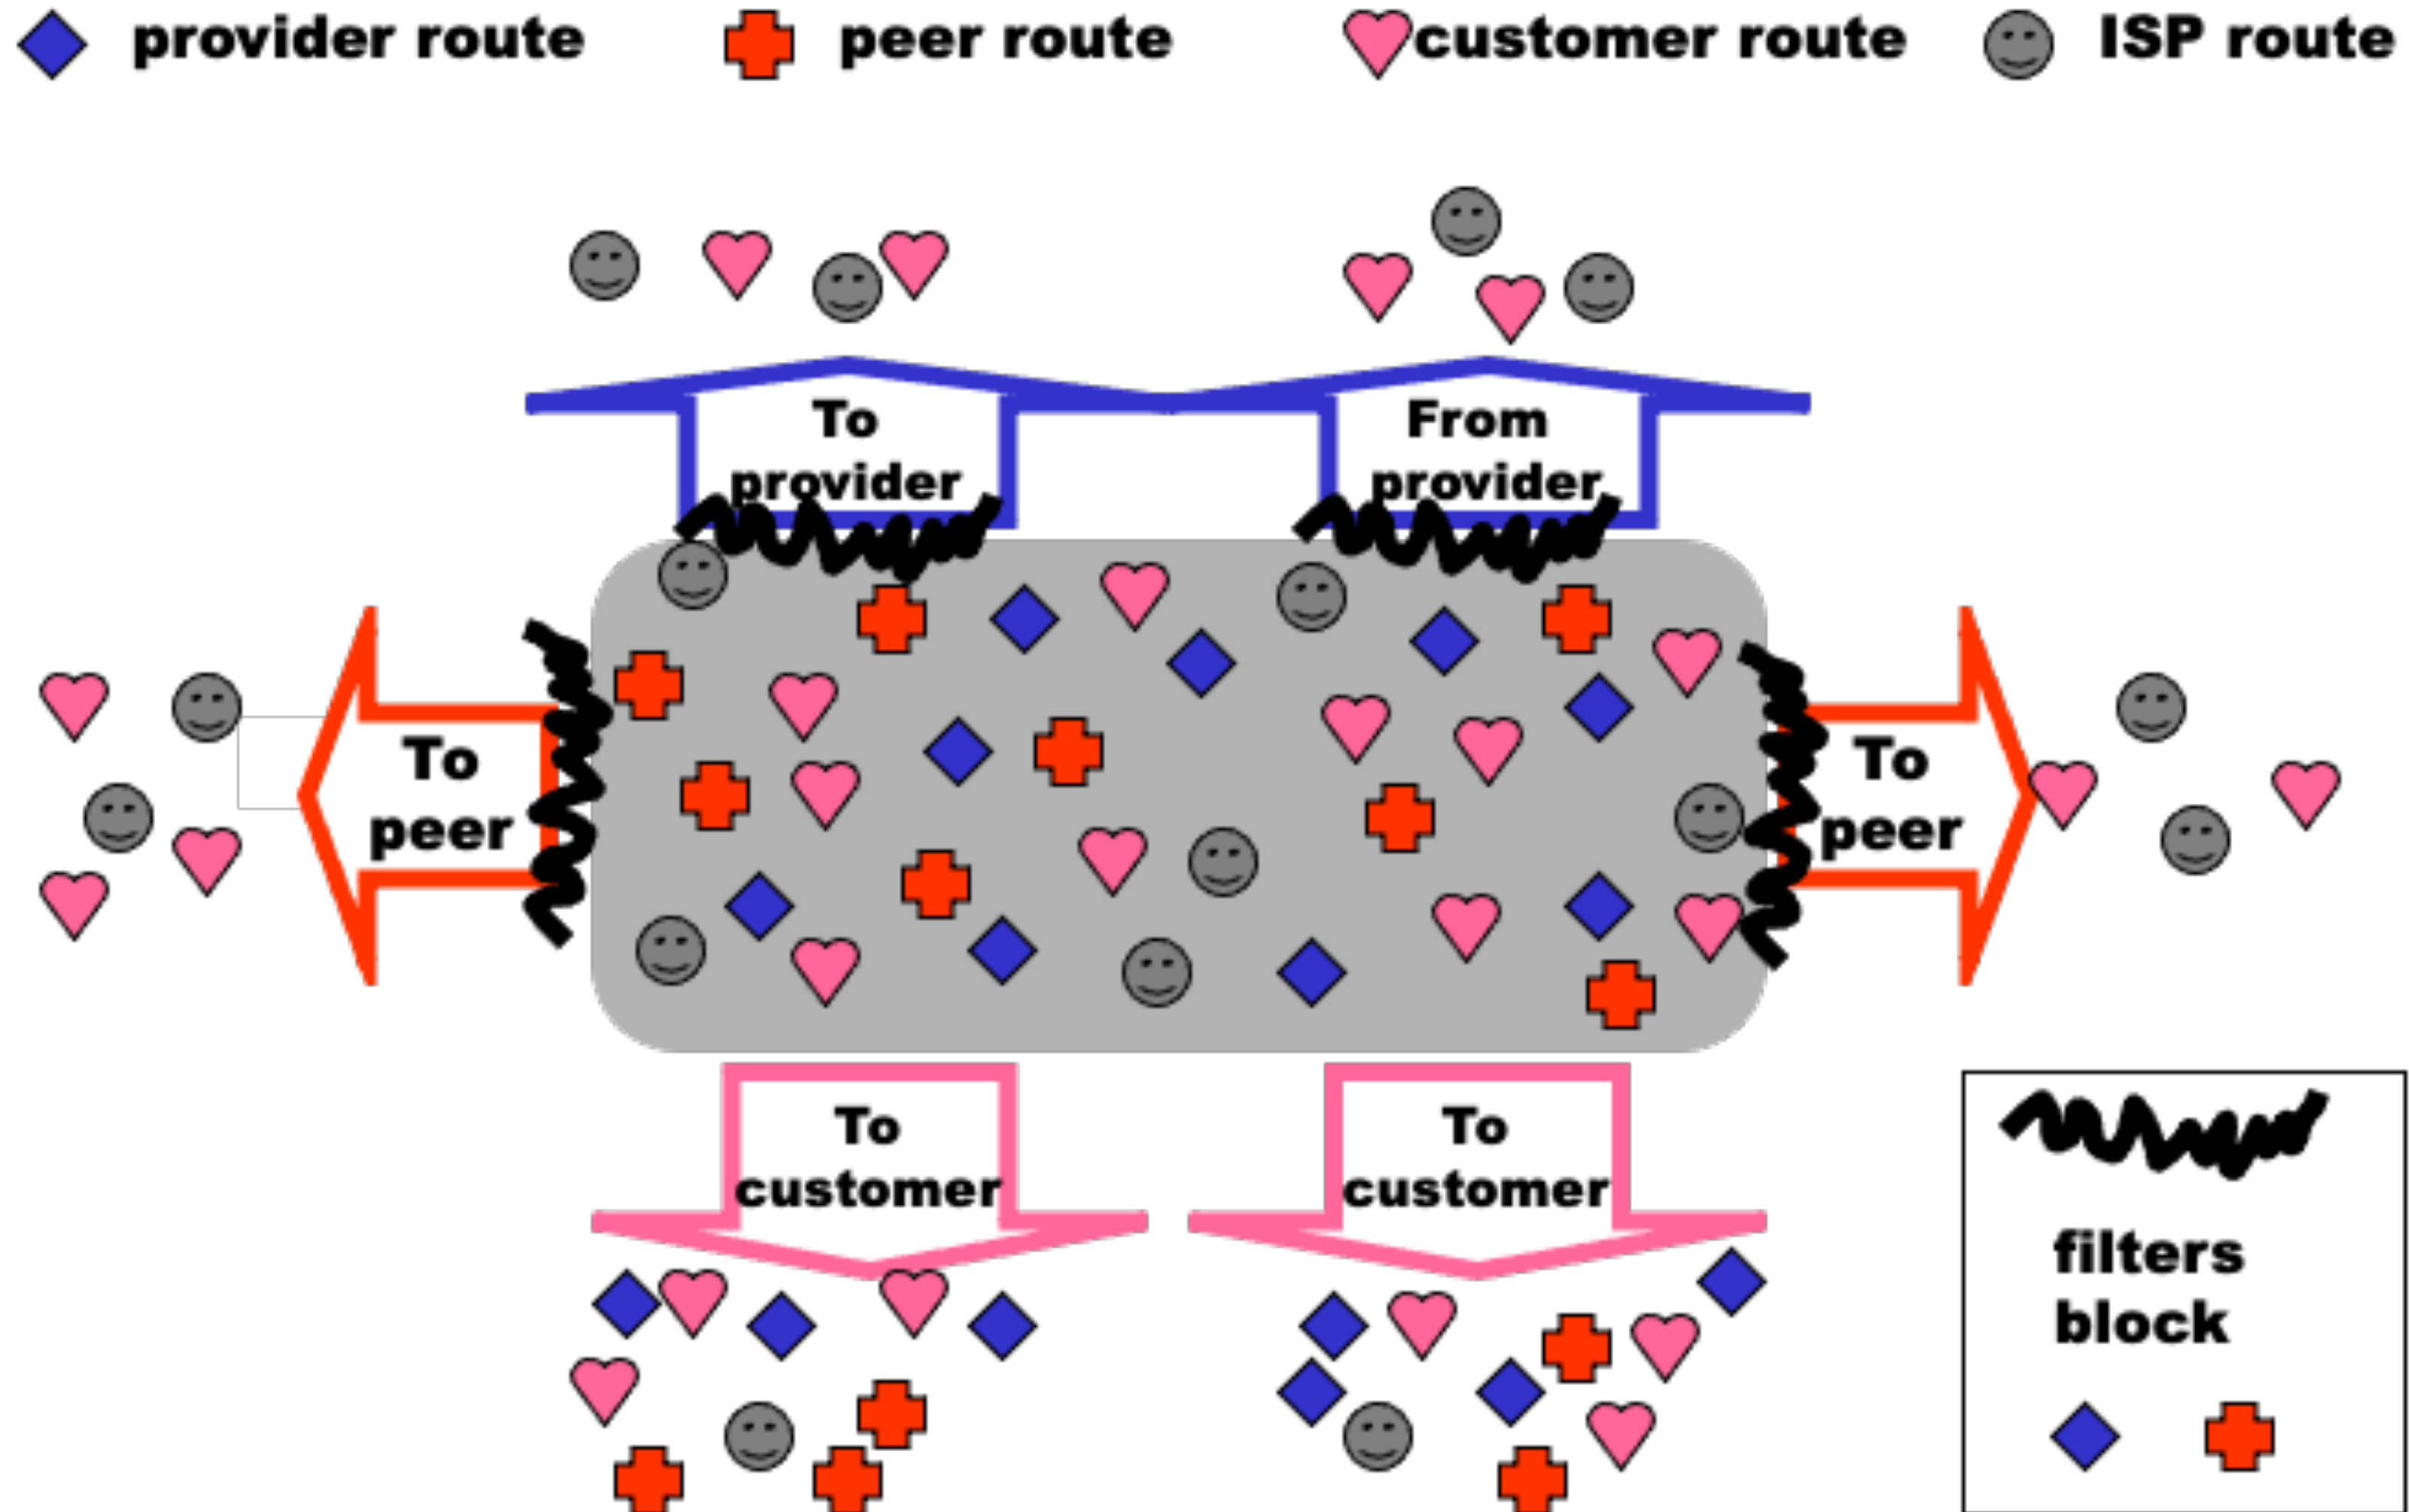 provider route
peer route
customer route
ISP route
To
provider
From
provider
To
peer
To
peer
To
customer
To
customer
filters
block